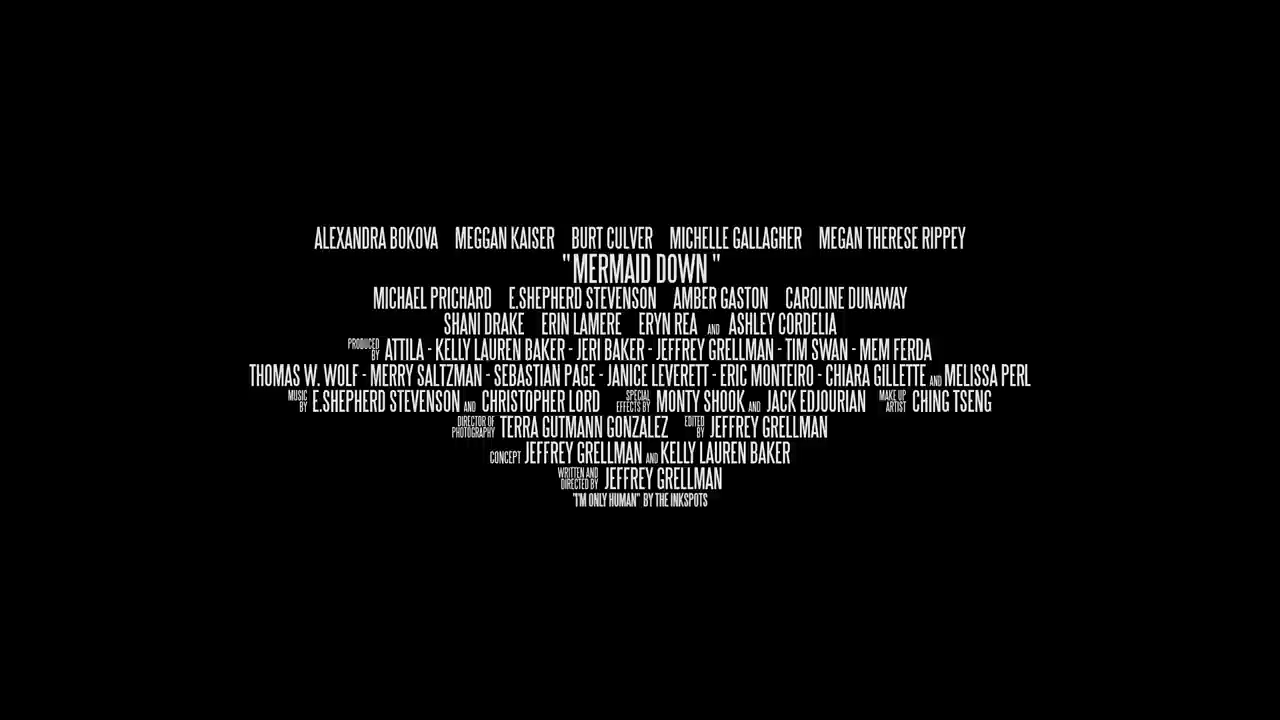 ALEXANDRA BOKOVA MEGGAN KAISER BURT CULVER MICHELLE GALLAGHER MEGAN THERESE RIPPEY
"MERMAID DOWN "
MICHAEL PRICHARD E.SHEPHERD STEVENSON AMBER GASTON CAROLINE DUNAWAY
SHANI DRAKE ERIN LAMERE ERYN REA AND ASHLEY CORDELIA
PRODUCED BY ATTILA - KELLY LAUREN BAKER - JERI BAKER - JEFFREY GRELLMAN - TIM SWAN - MEM FERDA
THOMAS W. WOLF - MERRY SALTZMAN - SEBASTIAN PAGE - JANICE LEVERETT - ERIC MONTEIRO - CHIARA GILLETTE AND MELISSA PERL
MUSIC BY E.SHEPHERD STEVENSON AND CHRISTOPHER LORD SPECIAL EFFECTS BY MONTY SHOOK AND JACK EDJOURIAN MAKE UP ARTIST CHING TSENG
DIRECTOR OF PHOTOGRAPHY TERRA GUTMANN GONZALEZ EDITED BY JEFFREY GRELLMAN
CONCEPT JEFFREY GRELLMAN AND KELLY LAUREN BAKER
WRITTEN AND DIRECTED BY JEFFREY GRELLMAN
"I'M ONLY HUMAN" BY THE INKSPOTS